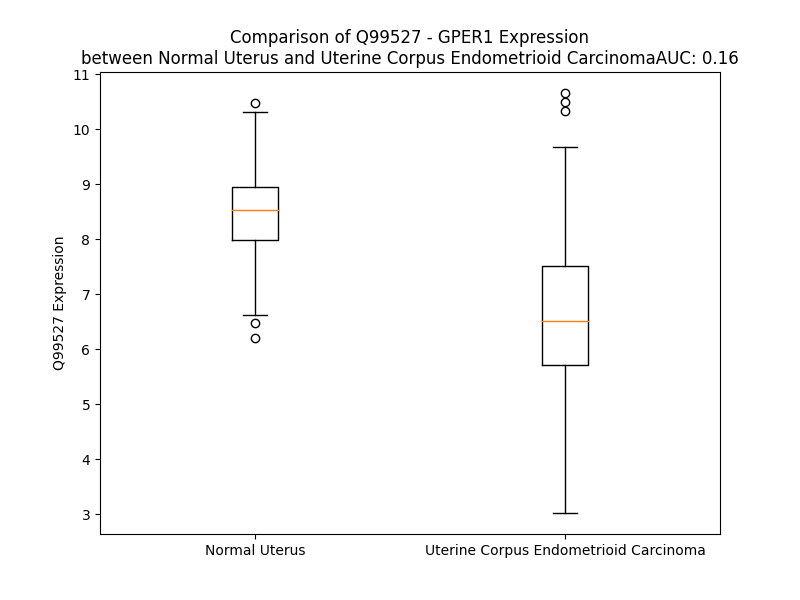 Comparison of Q99527 - GPER1 Expression
between Normal Uterus and Uterine Corpus Endometrioid CarcinomaAUC: 0.16
11
10
9
8
7
6
5
4
3
Q99527 Expression
Normal Uterus
Uterine Corpus Endometrioid Carcinoma